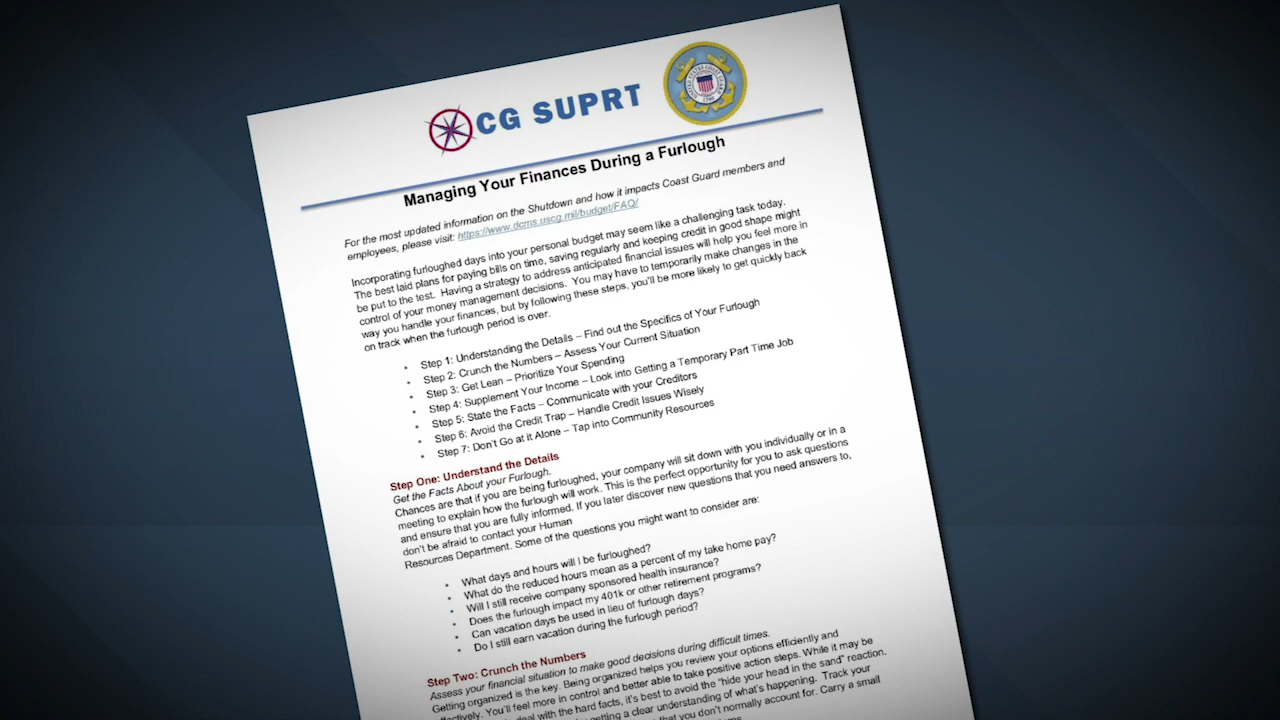 CG SUPRT
UNITED STATES COAST GUARD
1790
Managing Your Finances During a Furlough
For the most updated information on the Shutdown and how it impacts Coast Guard members and
employees, please visit: https://www.dcms.uscg.mil/budget/FAQ/
Incorporating furloughed days into your personal budget may seem like a challenging task today.
The best laid plans for paying bills on time, saving regularly and keeping credit in good shape might
be put to the test. Having a strategy to address anticipated financial issues will help you feel more in
control of your money management decisions. You may have to temporarily make changes in the
way you handle your finances, but by following these steps, you'll be more likely to get quickly back
on track when the furlough period is over.
• Step 1: Understanding the Details – Find out the Specifics of Your Furlough
• Step 2: Crunch the Numbers – Assess Your Current Situation
• Step 3: Get Lean – Prioritize Your Spending
• Step 4: Supplement Your Income – Look into Getting a Temporary Part Time Job
• Step 5: State the Facts – Communicate with your Creditors
• Step 6: Avoid the Credit Trap – Handle Credit Issues Wisely
• Step 7: Don't Go at it Alone – Tap into Community Resources
Step One: Understand the Details
Get the Facts About your Furlough.
Chances are that if you are being furloughed, your company will sit down with you individually or in a
meeting to explain how the furlough will work. This is the perfect opportunity for you to ask questions
and ensure that you are fully informed. If you later discover new questions that you need answers to,
don't be afraid to contact your Human
Resources Department. Some of the questions you might want to consider are:
• What days and hours will I be furloughed?
• What do the reduced hours mean as a percent of my take home pay?
• Will I still receive company sponsored health insurance?
• Does the furlough impact my 401k or other retirement programs?
• Can vacation days be used in lieu of furlough days?
• Do I still earn vacation during the furlough period?
Step Two: Crunch the Numbers
Assess your financial situation to make good decisions during difficult times.
Getting organized is the key. Being organized helps you review your options efficiently and
effectively. You'll feel more in control and better able to take positive action steps. While it may be
deal with the hard facts, it's best to avoid the "hide your head in the sand" reaction.
getting a clear understanding of what's happening. Track your
that you don't normally account for. Carry a small